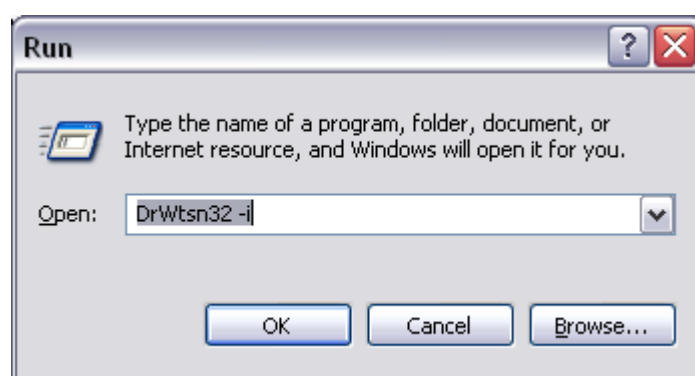 Run
Type the name of a program, folder, document, or
Internet resource, and Windows will open it for you.
Open: DrWtsn32 -i
OK Cancel Browse...